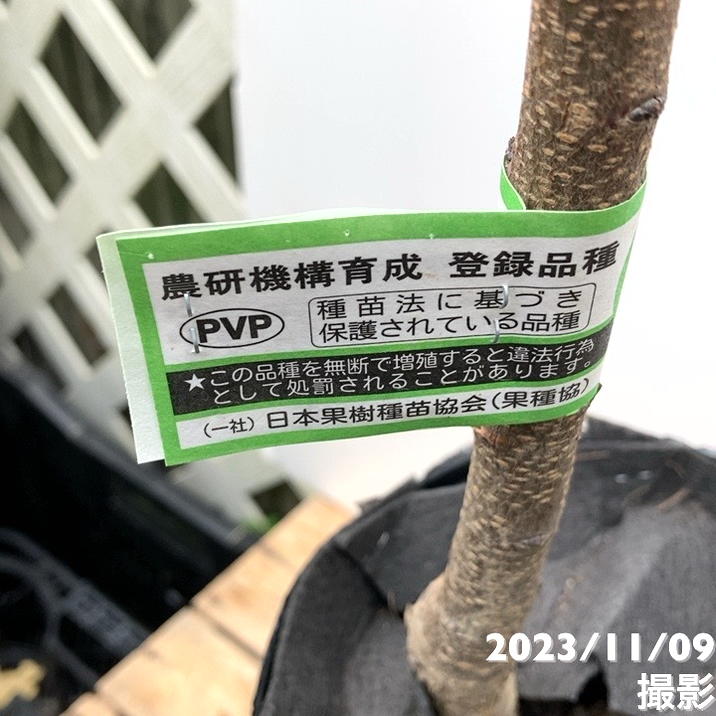 農研機構育成 登録品種
PVP
種苗法に基づき
保護されている品種
★この品種を無断で増殖すると違法行為
として処罰されることがあります。
(一社)日本果樹種苗協会(果種協)
2023/11/09
撮影